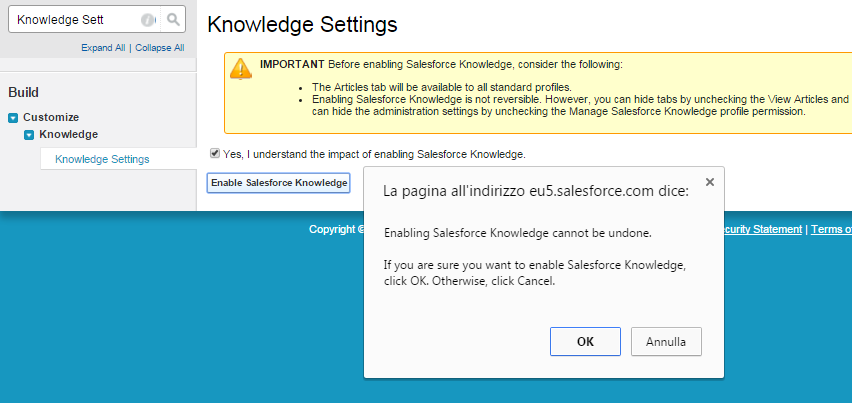 Knowledge Sett
Expand All | Collapse All
Build
Customize
Knowledge
Knowledge Settings
Knowledge Settings
IMPORTANT Before enabling Salesforce Knowledge, consider the following:
• The Articles tab will be available to all standard profiles.
• Enabling Salesforce Knowledge is not reversible. However, you can hide tabs by unchecking the View Articles and
can hide the administration settings by unchecking the Manage Salesforce Knowledge profile permission.
Yes, I understand the impact of enabling Salesforce Knowledge.
Enable Salesforce Knowledge
La pagina all'indirizzo eu5.salesforce.com dice:
Enabling Salesforce Knowledge cannot be undone.
If you are sure you want to enable Salesforce Knowledge,
click OK. Otherwise, click Cancel.
OK Annulla
Copyright © curity Statement | Terms of